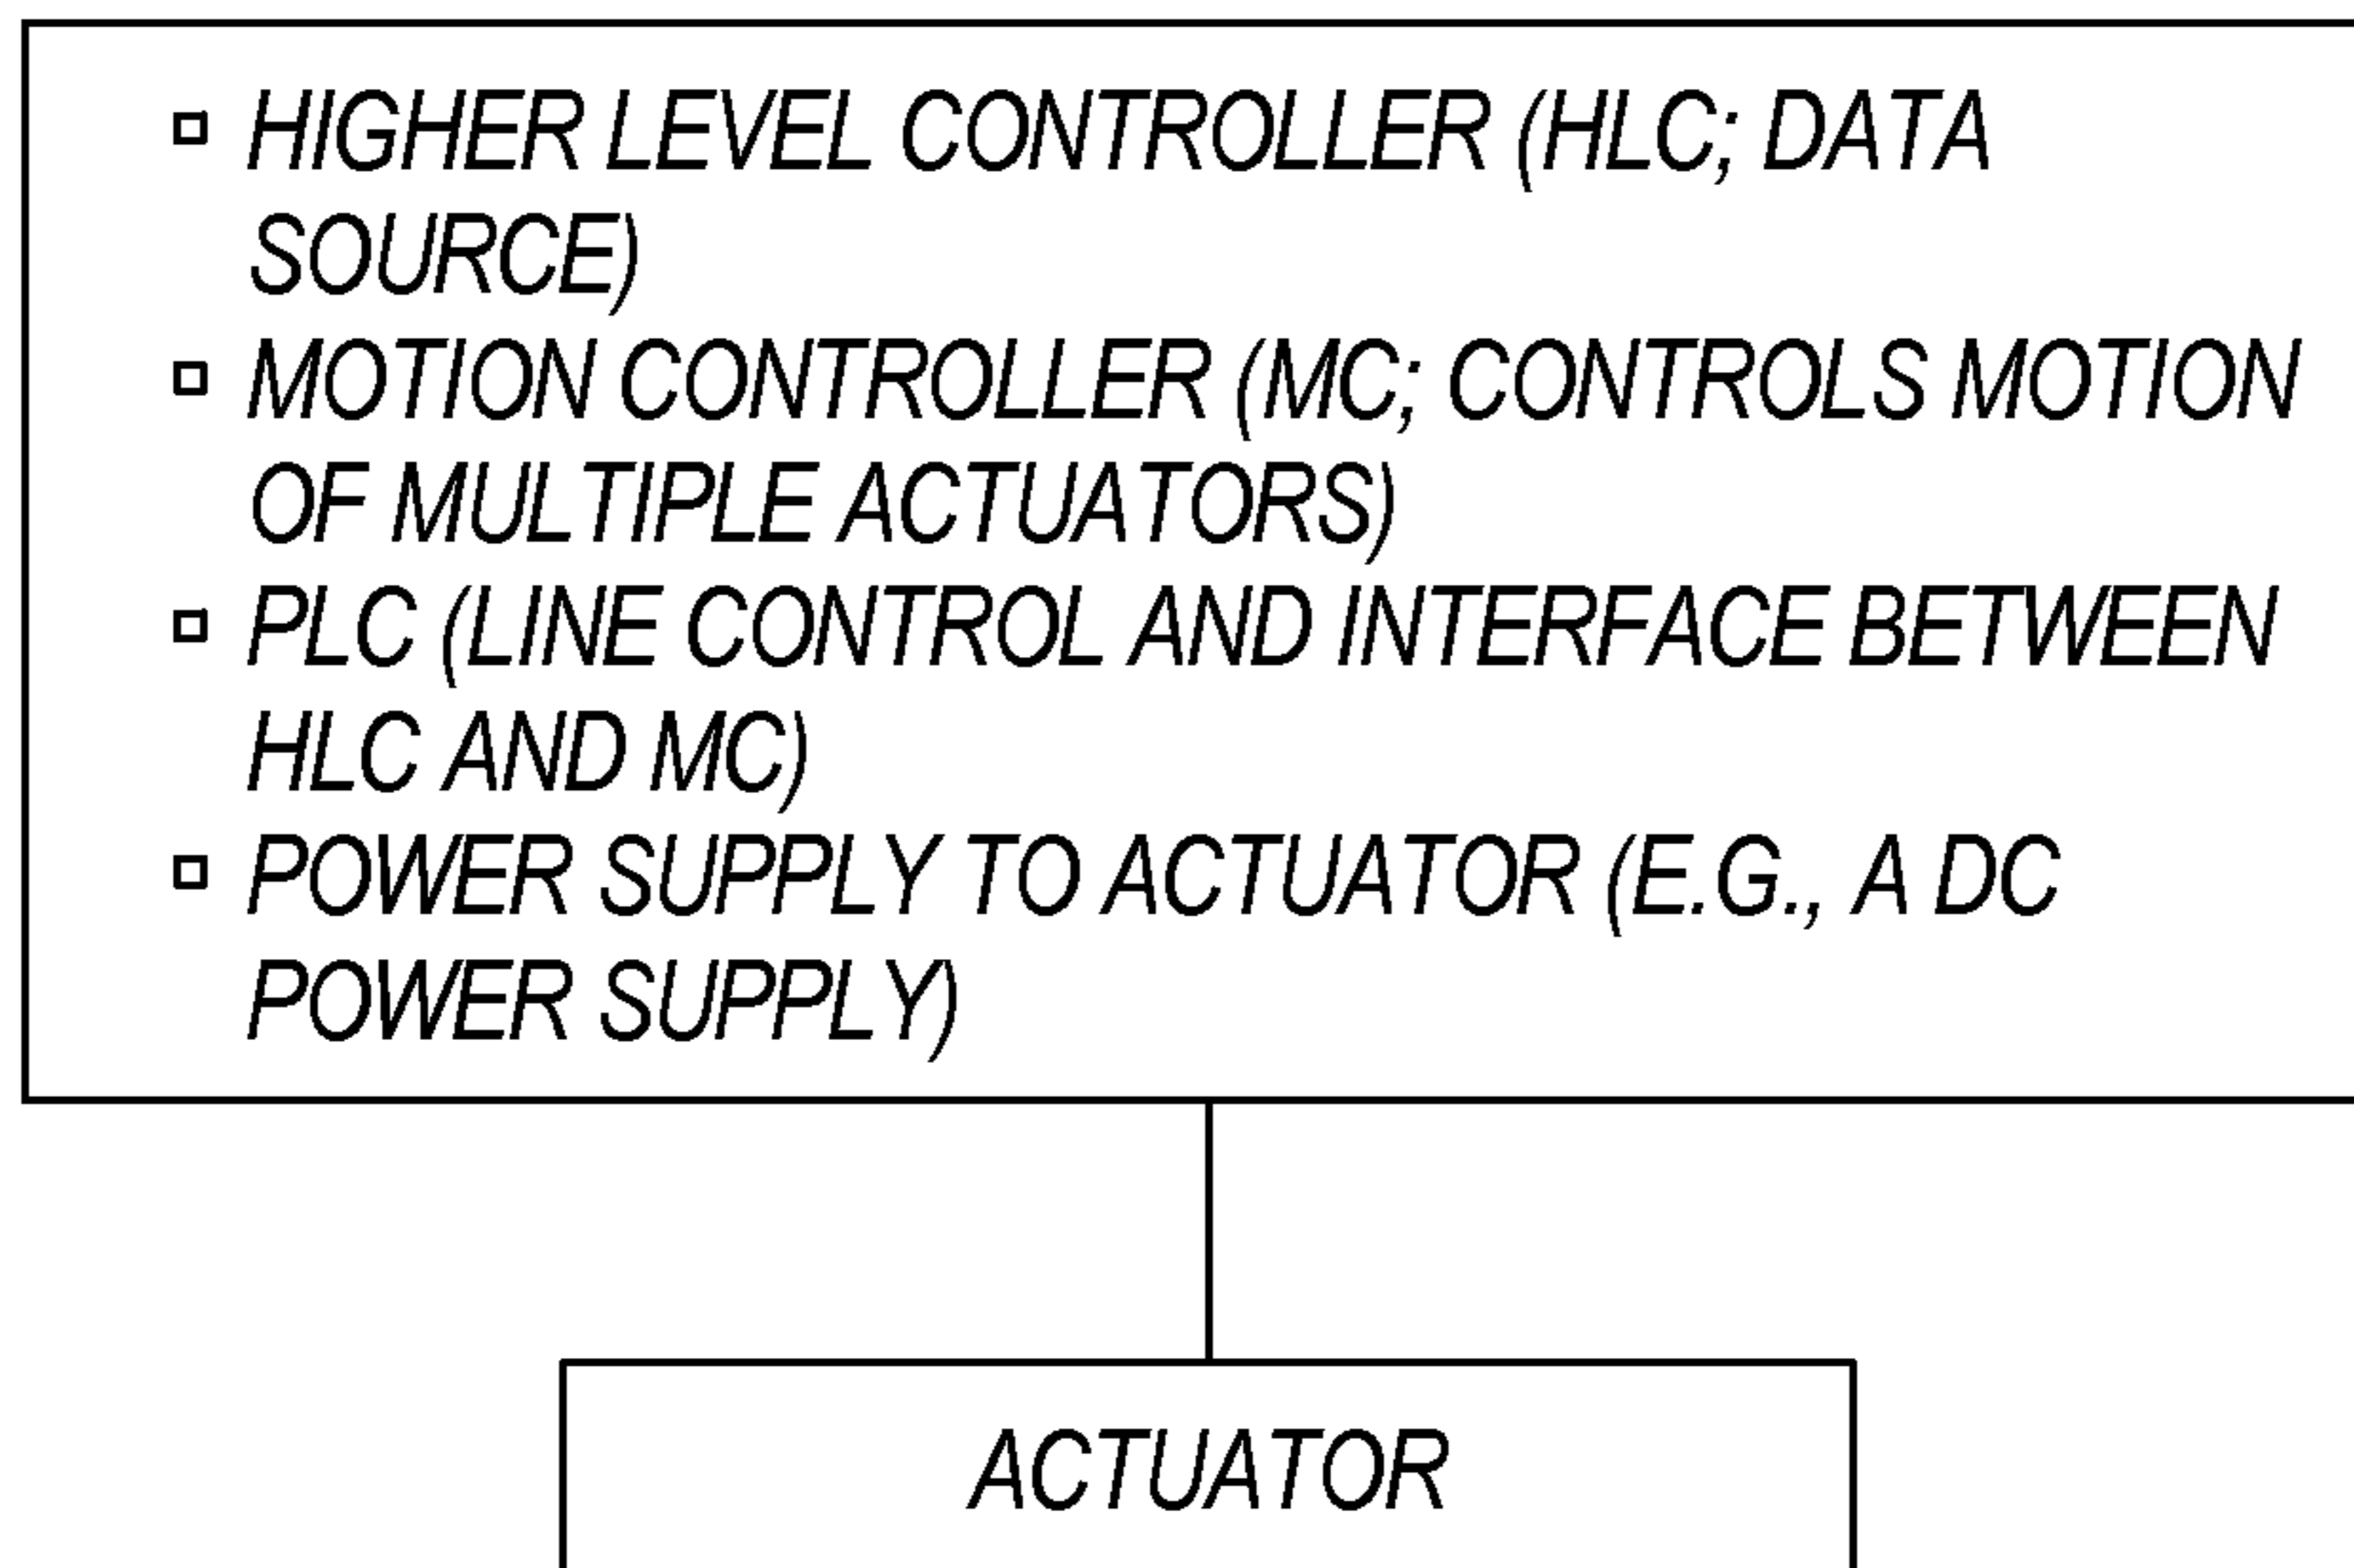 ▫ HIGHER LEVEL CONTROLLER (HLC; DATA
SOURCE)
▫ MOTION CONTROLLER (MC; CONTROLS MOTION
OF MULTIPLE ACTUATORS)
▫ PLC (LINE CONTROL AND INTERFACE BETWEEN
HLC AND MC)
▫ POWER SUPPLY TO ACTUATOR (E.G., A DC
POWER SUPPLY)
ACTUATOR